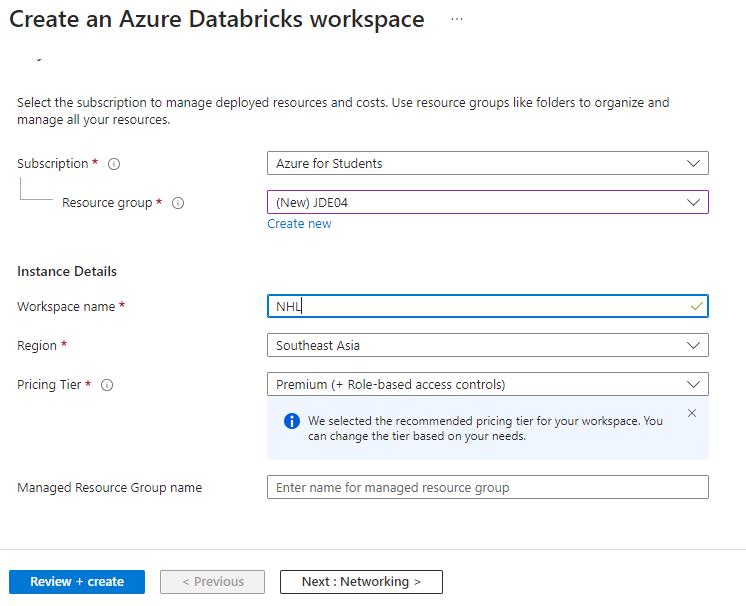 Create an Azure Databricks workspace ...
Select the subscription to manage deployed resources and costs. Use resource groups like folders to organize and
manage all your resources.
Subscription * Azure for Students
Resource group * (New) JDE04
Create new
Instance Details
Workspace name * NHL
Region * Southeast Asia
Pricing Tier * Premium (+ Role-based access controls)
We selected the recommended pricing tier for your workspace. You
can change the tier based on your needs.
Managed Resource Group name Enter name for managed resource group
Review + create < Previous Next : Networking >